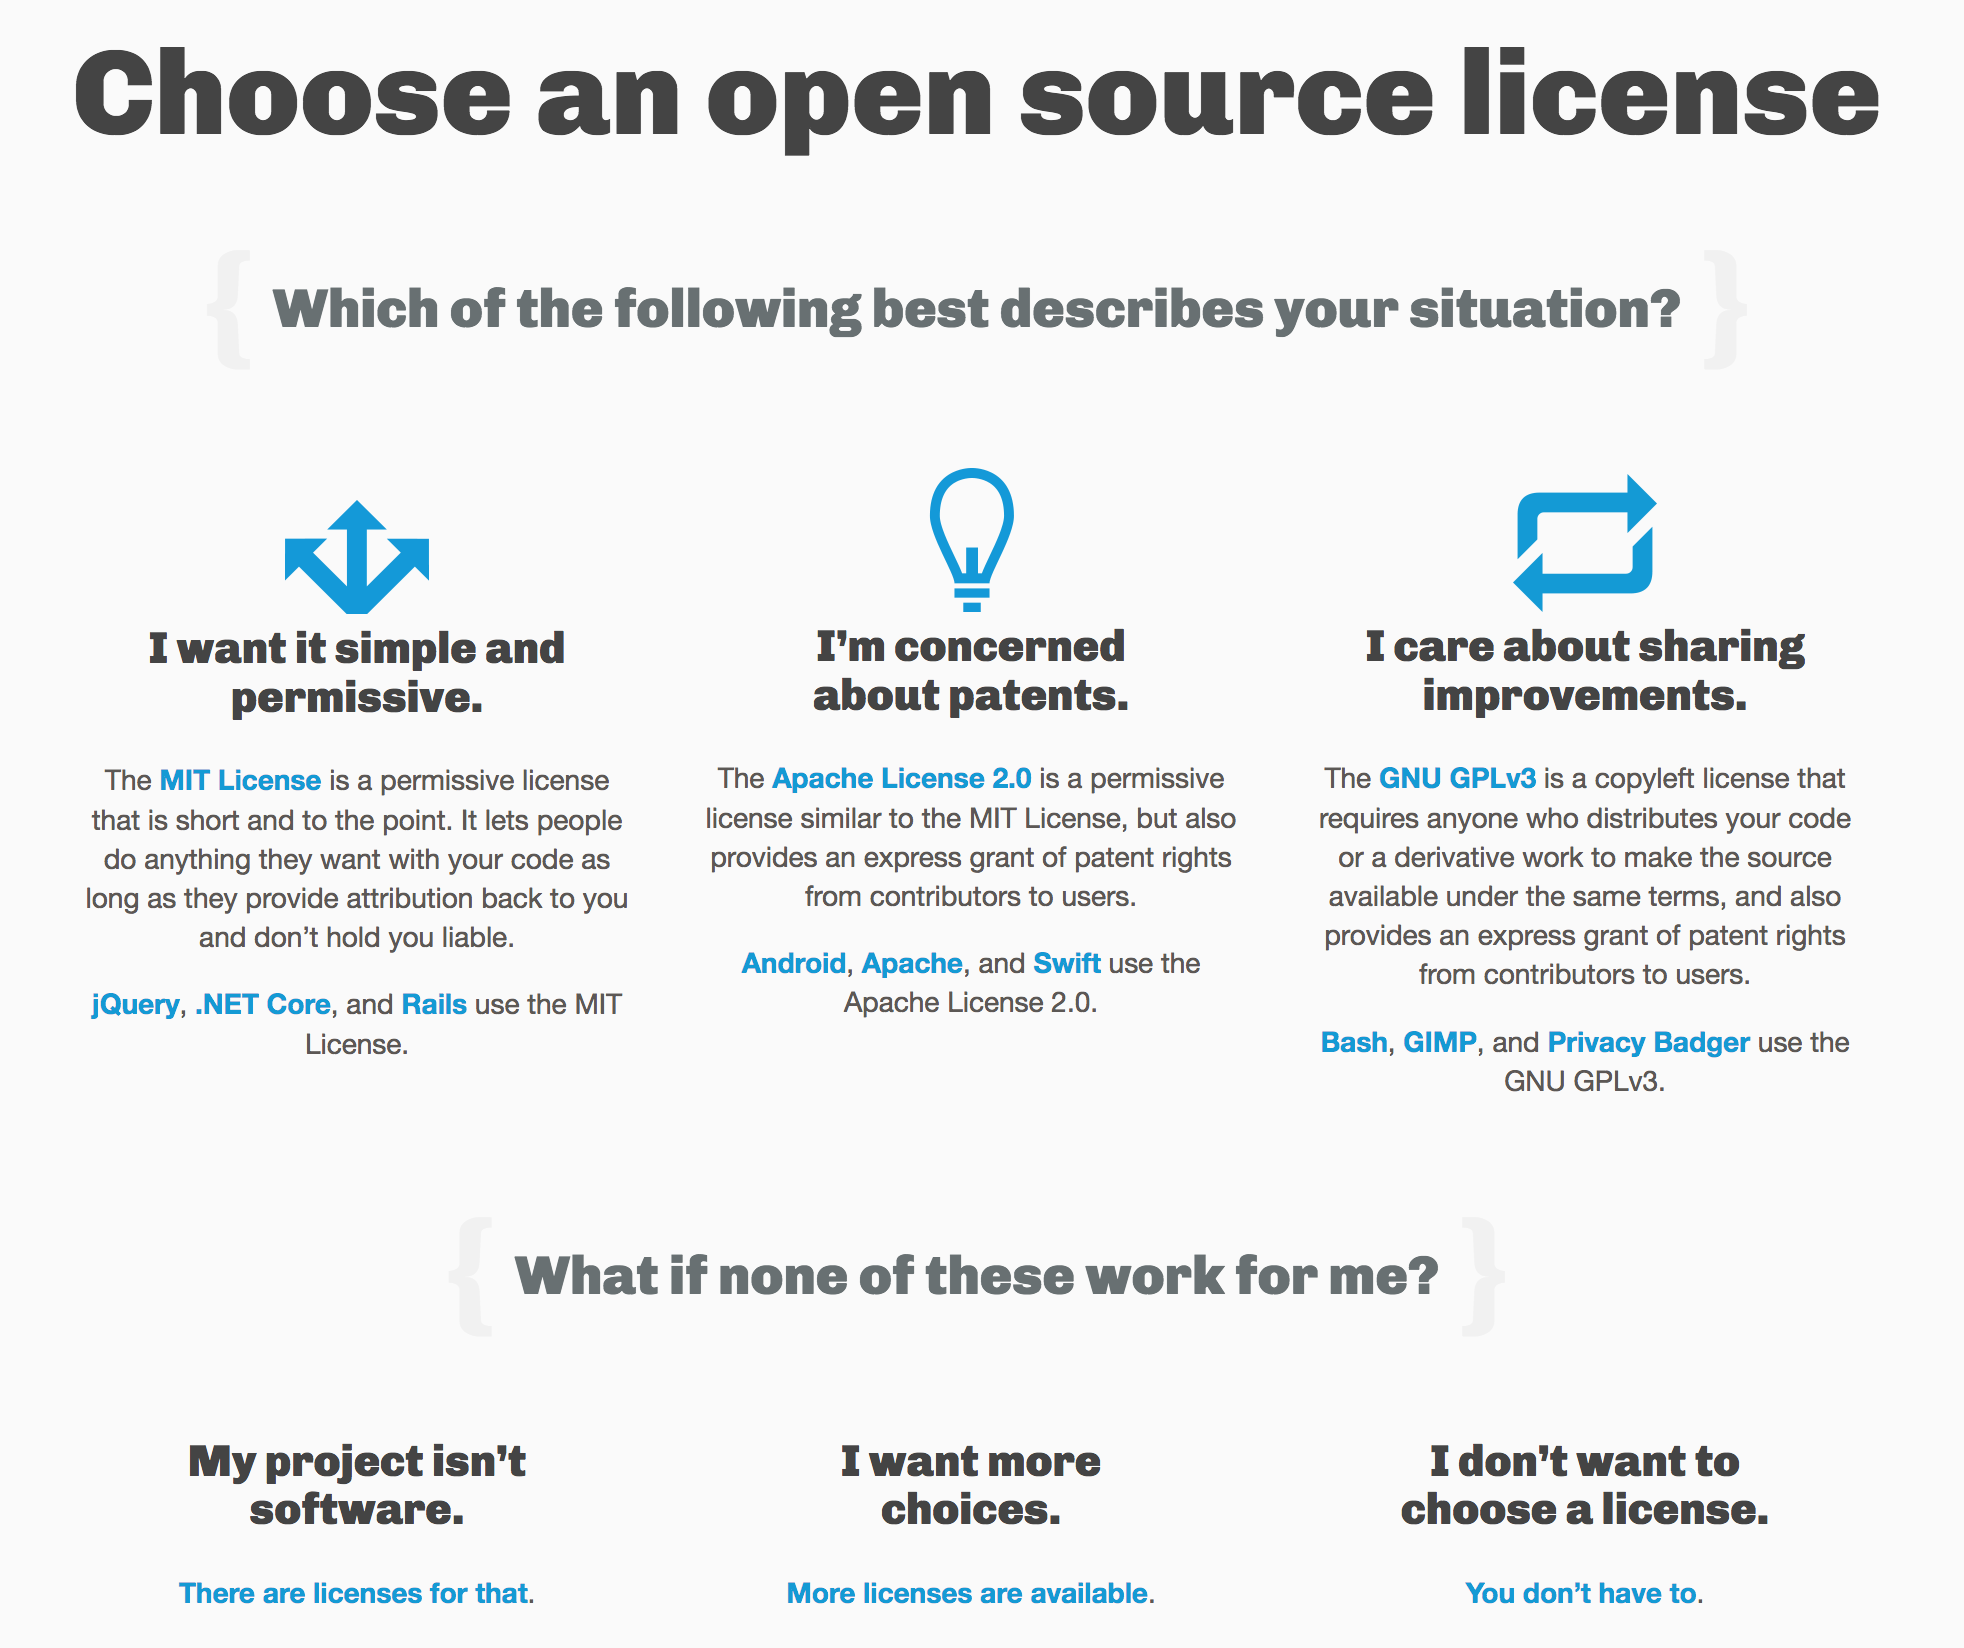 Choose an open source license
{ Which of the following best describes your situation? }
I want it simple and
permissive.
The MIT License is a permissive license
that is short and to the point. It lets people
do anything they want with your code as
long as they provide attribution back to you
and don’t hold you liable.
jQuery, .NET Core, and Rails use the MIT
License.
I’m concerned
about patents.
The Apache License 2.0 is a permissive
license similar to the MIT License, but also
provides an express grant of patent rights
from contributors to users.
Android, Apache, and Swift use the
Apache License 2.0.
I care about sharing
improvements.
The GNU GPLv3 is a copyleft license that
requires anyone who distributes your code
or a derivative work to make the source
available under the same terms, and also
provides an express grant of patent rights
from contributors to users.
Bash, GIMP, and Privacy Badger use the
GNU GPLv3.
{ What if none of these work for me? }
My project isn’t
software.
There are licenses for that.
I want more
choices.
More licenses are available.
I don’t want to
choose a license.
You don’t have to.